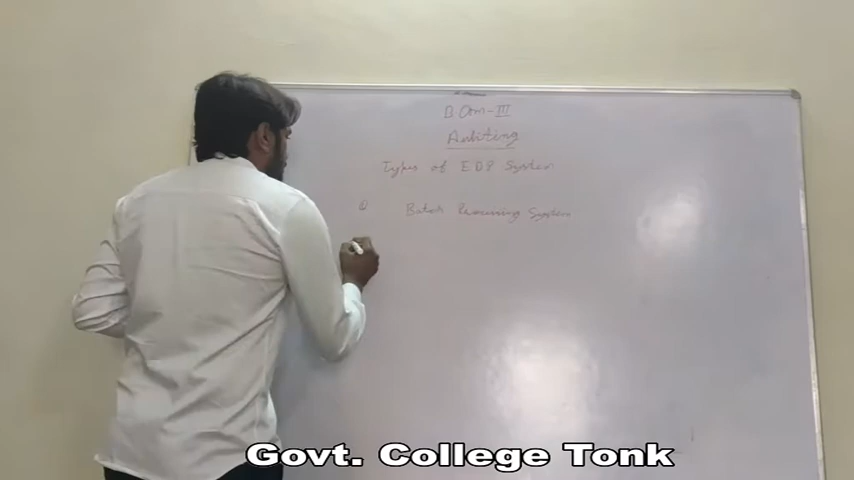 B.Com-III
Auditing
Types of EDP System
① Batch Processing System
Govt. College Tonk